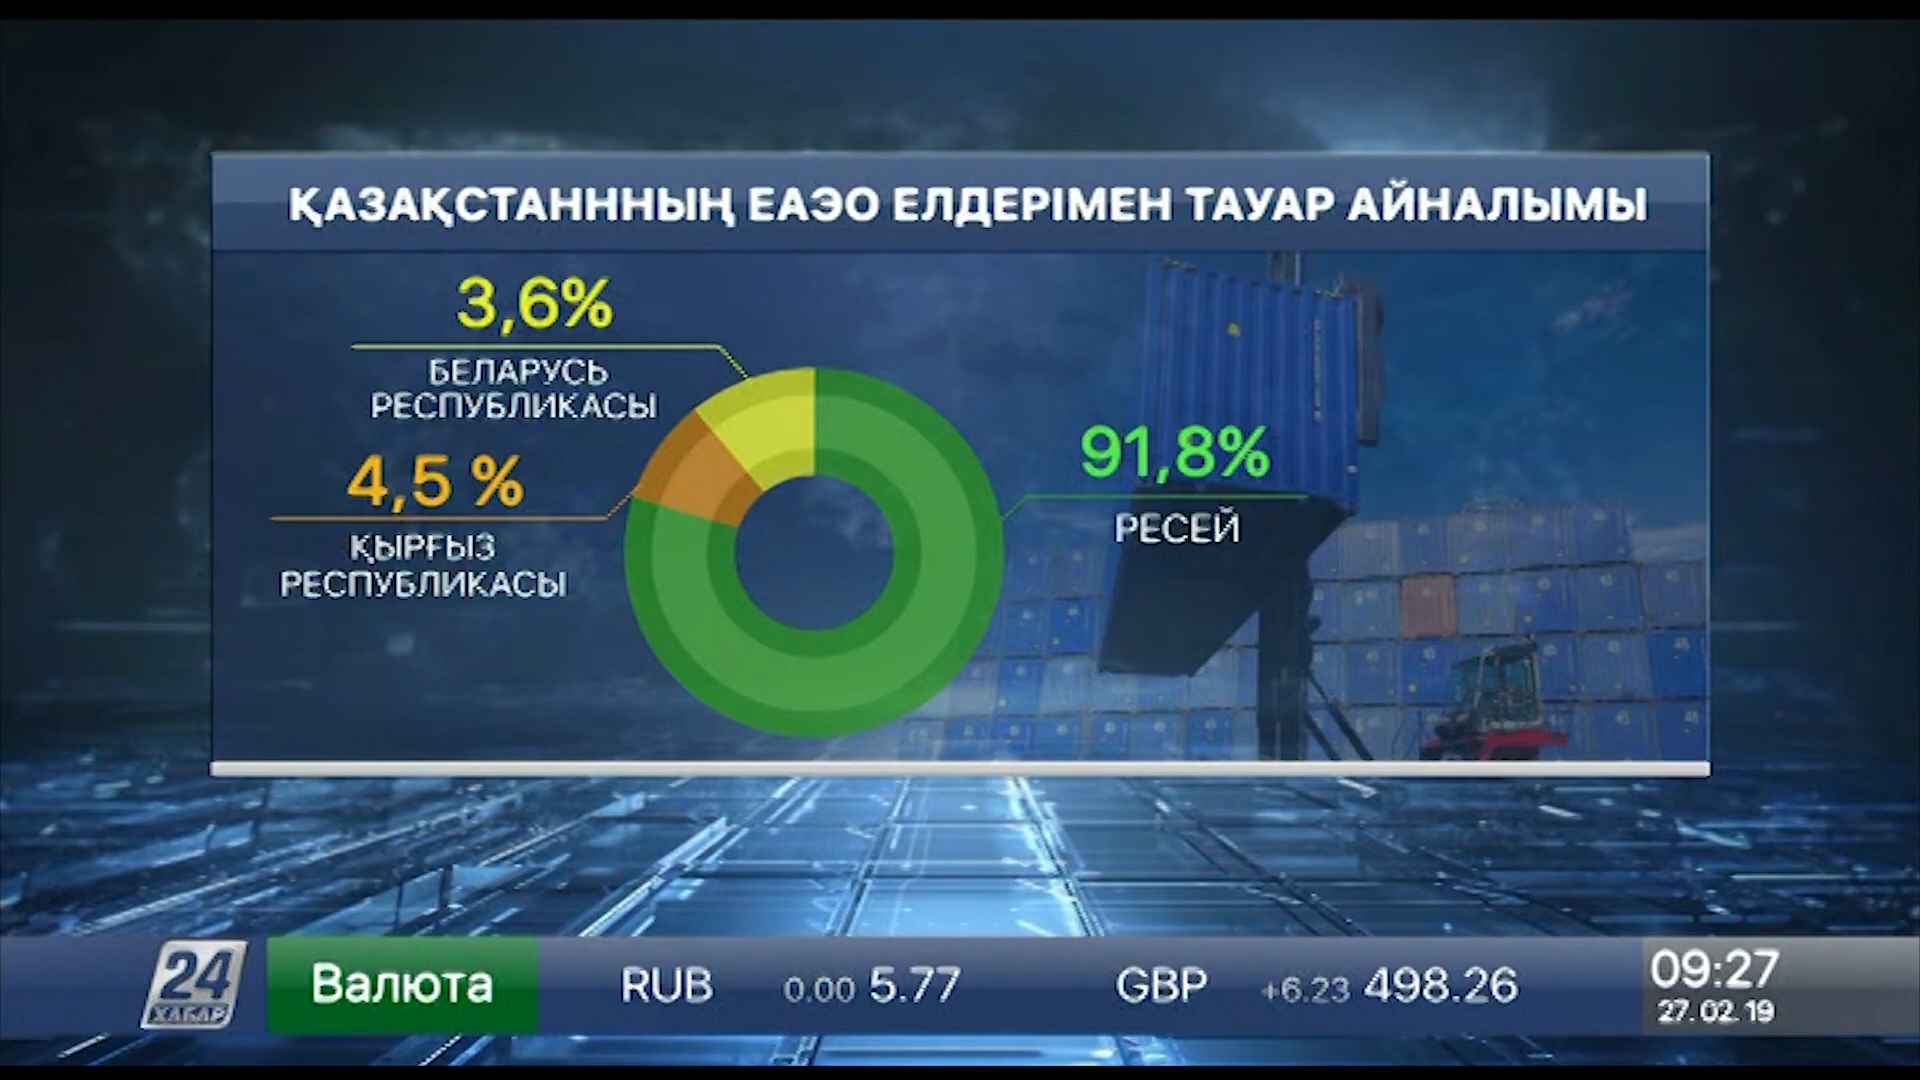 ҚАЗАҚСТАНННЫҢ ЕАЭО ЕЛДЕРІМЕН ТАУАР АЙНАЛЫМЫ
3,6%
БЕЛАРУСЬ
РЕСПУБЛИКАСЫ
4,5 %
ҚЫРҒЫЗ
РЕСПУБЛИКАСЫ
91,8%
РЕСЕЙ
24
ХАБАР
Валюта
RUB 0.00 5.77 GBP +6.23 498.26
09:27
27.02.19